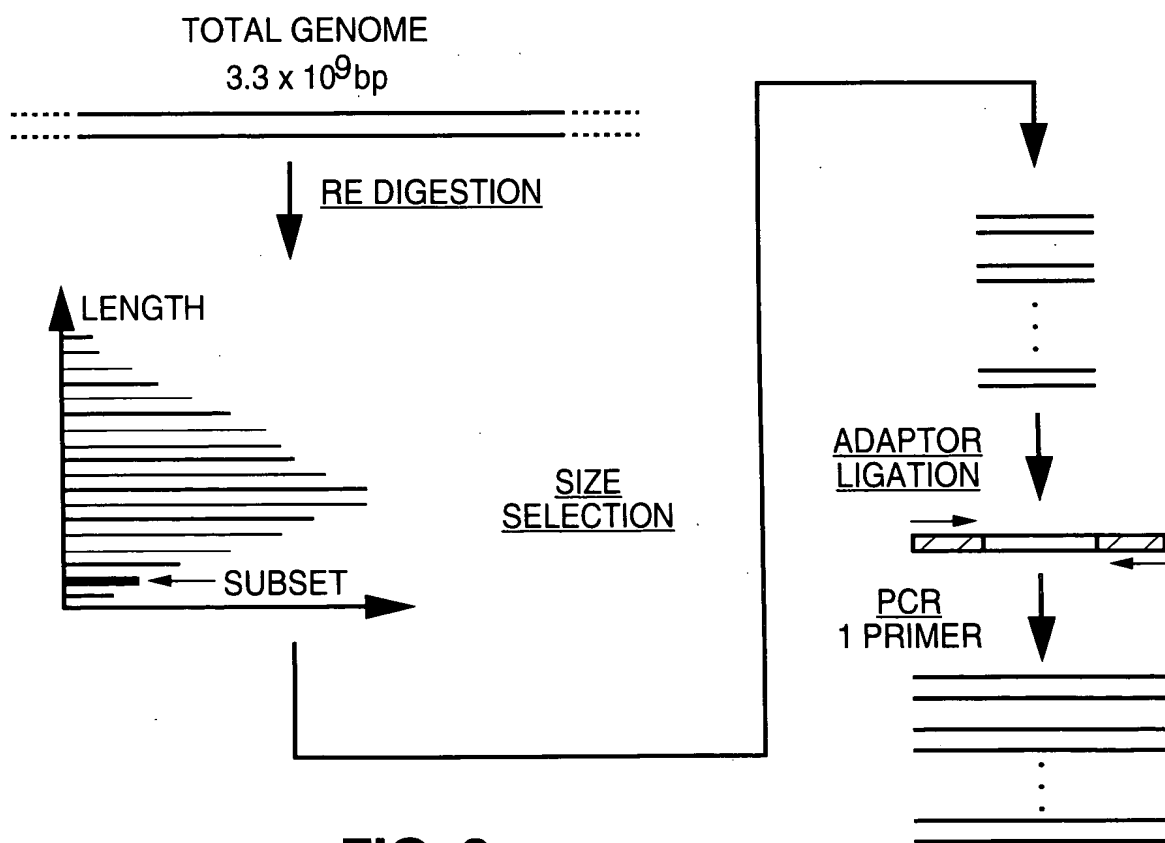 TOTAL GENOME
3.3 x 10⁹bp
RE DIGESTION
LENGTH
SUBSET
SIZE
SELECTION
ADAPTOR
LIGATION
PCR
1 PRIMER